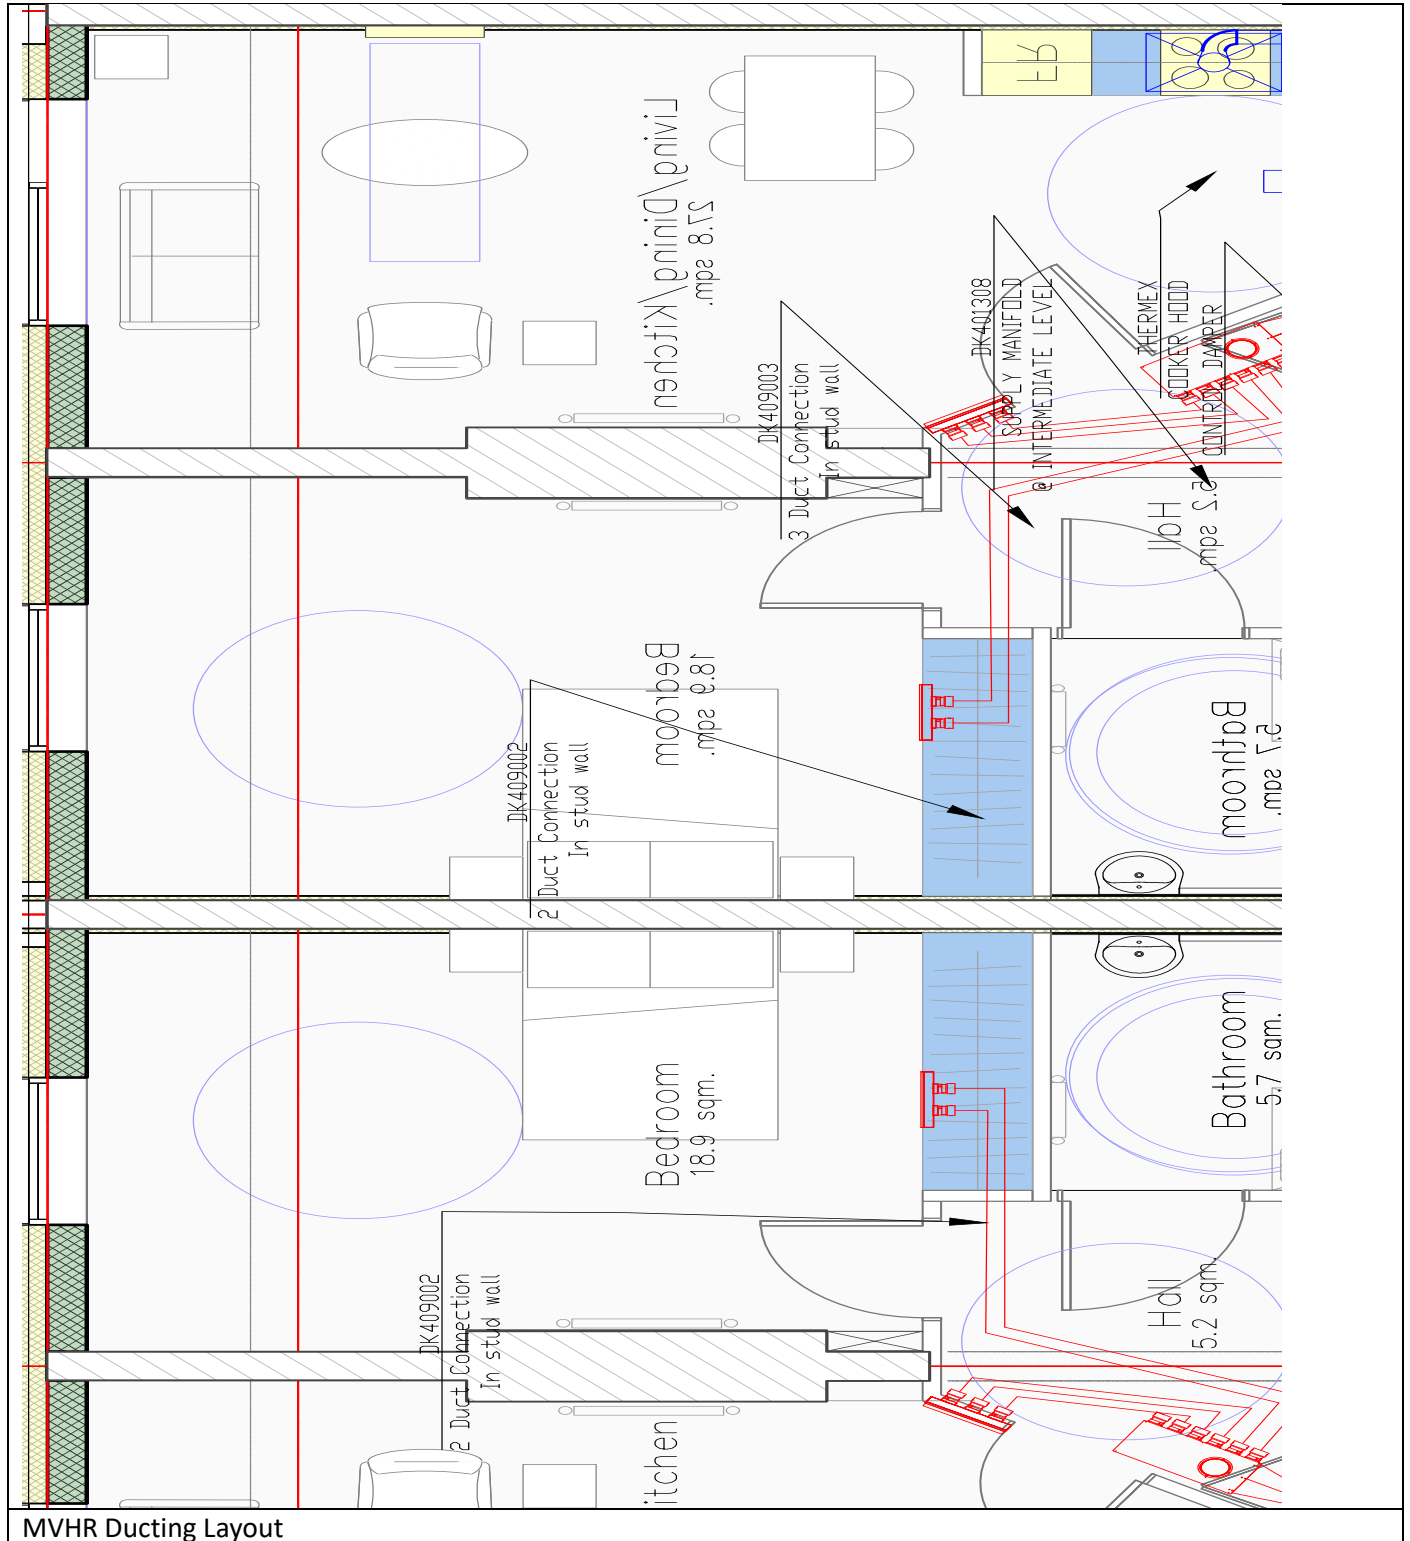 FR
Living/Dining/Kitchen
27.8 sqm.
DK401308
SUPPLY MANIFOLD
@ INTERMEDIATE LEVEL
THERMEX
COOKER HOOD
CONTROL DAMPER
DK409003
3 Duct Connection
In stud wall
Hall
5.2 sqm.
Bedroom
18.9 sqm.
DK409002
2 Duct Connection
In stud wall
Bathroom
5.7 sqm.
Bedroom
18.9 sqm.
Bathroom
5.7 sqm.
Hall
5.2 sqm.
DK409002
2 Duct Connection
In stud wall
itchen
MVHR Ducting Layout